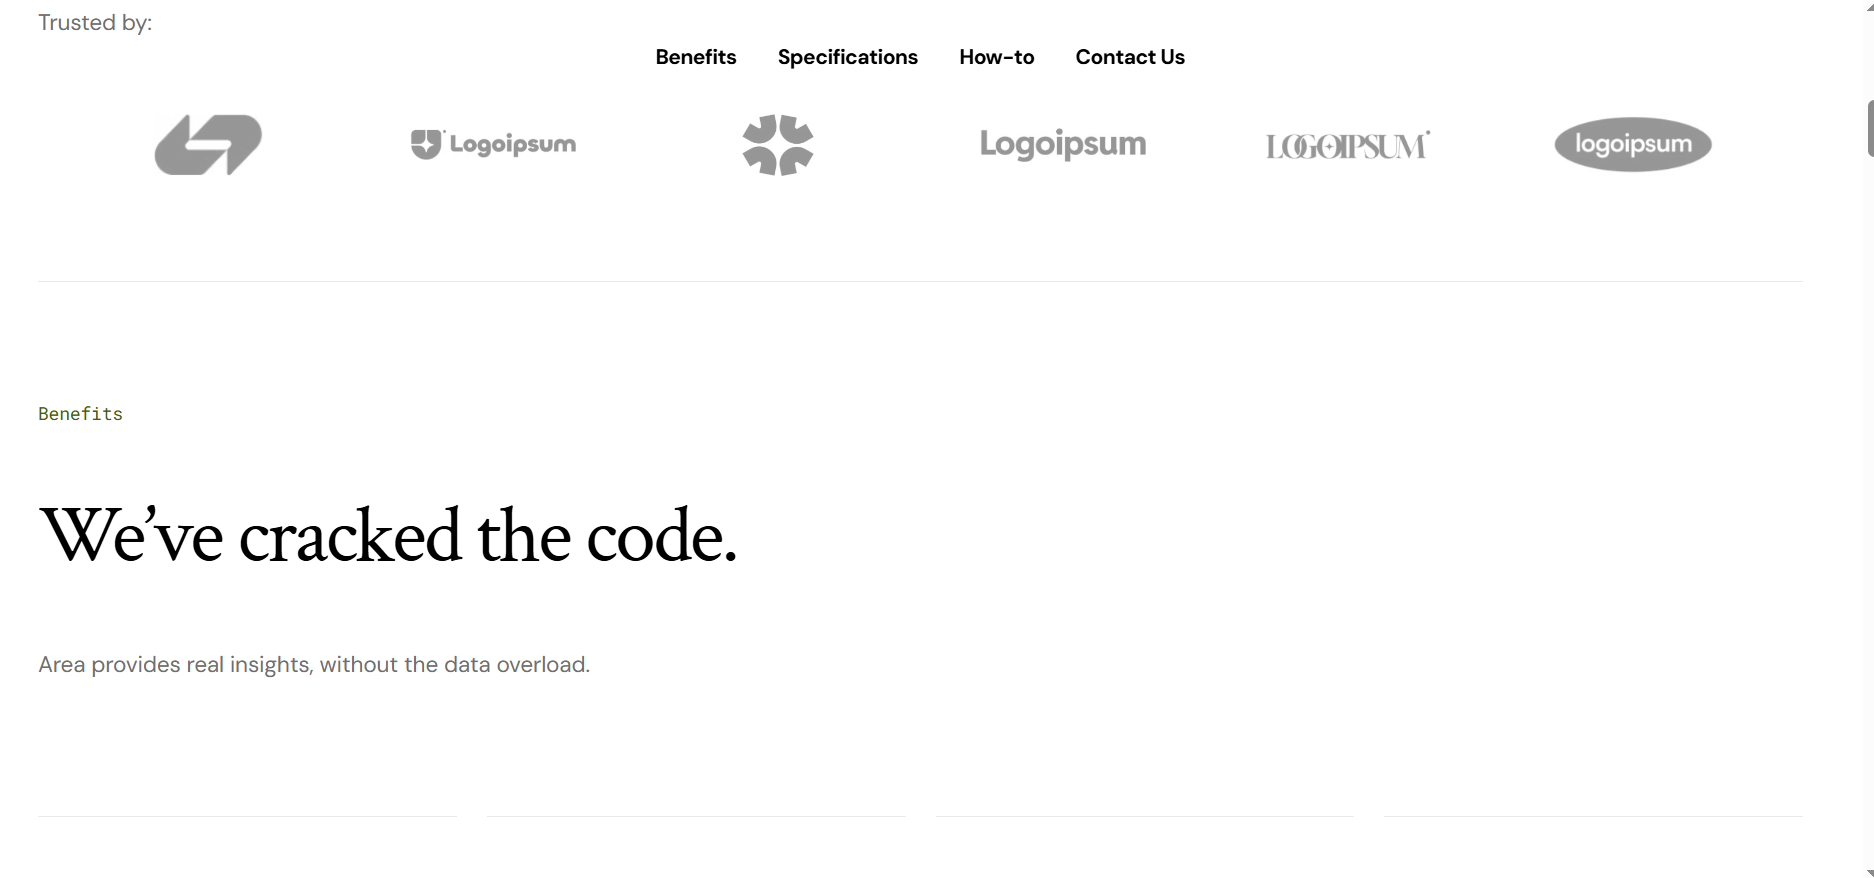 Trusted by:
Benefits Specifications How-to Contact Us
Logoipsum Logoipsum LOGOIPSUM logoipsum
Benefits
We’ve cracked the code.
Area provides real insights, without the data overload.